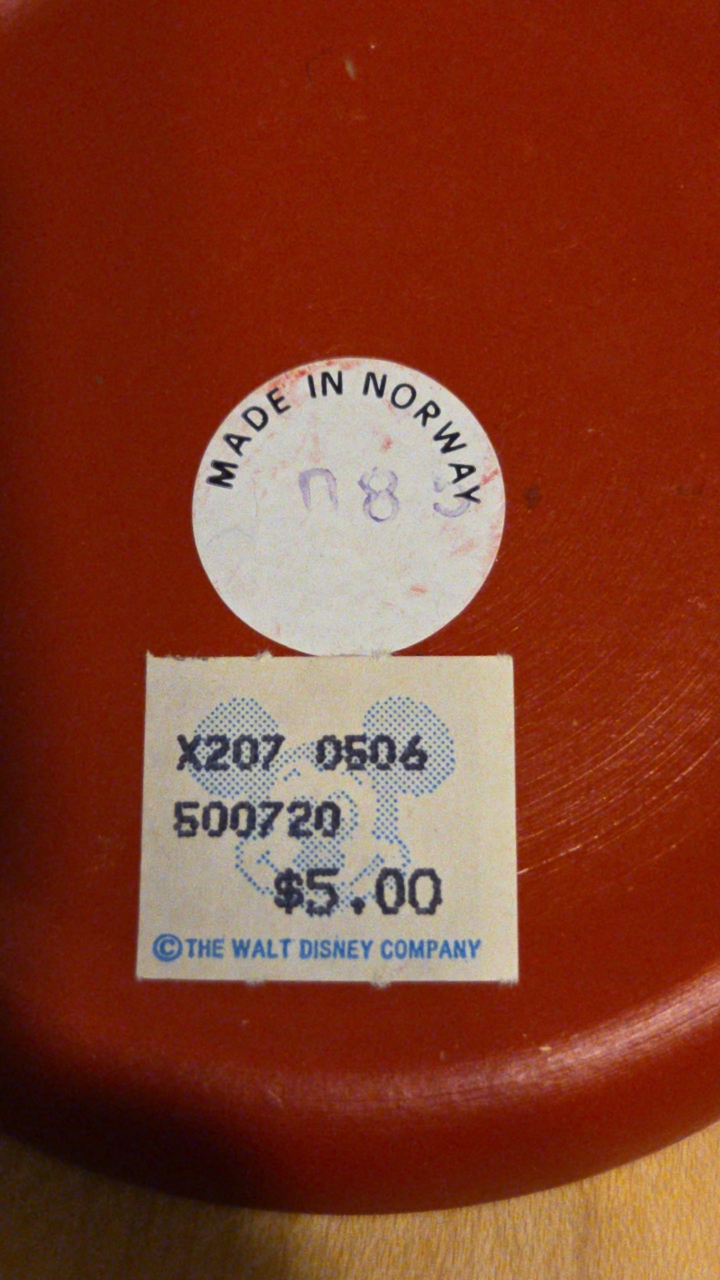 MADE IN NORWAY
X207 0506
500720
$5.00
©THE WALT DISNEY COMPANY